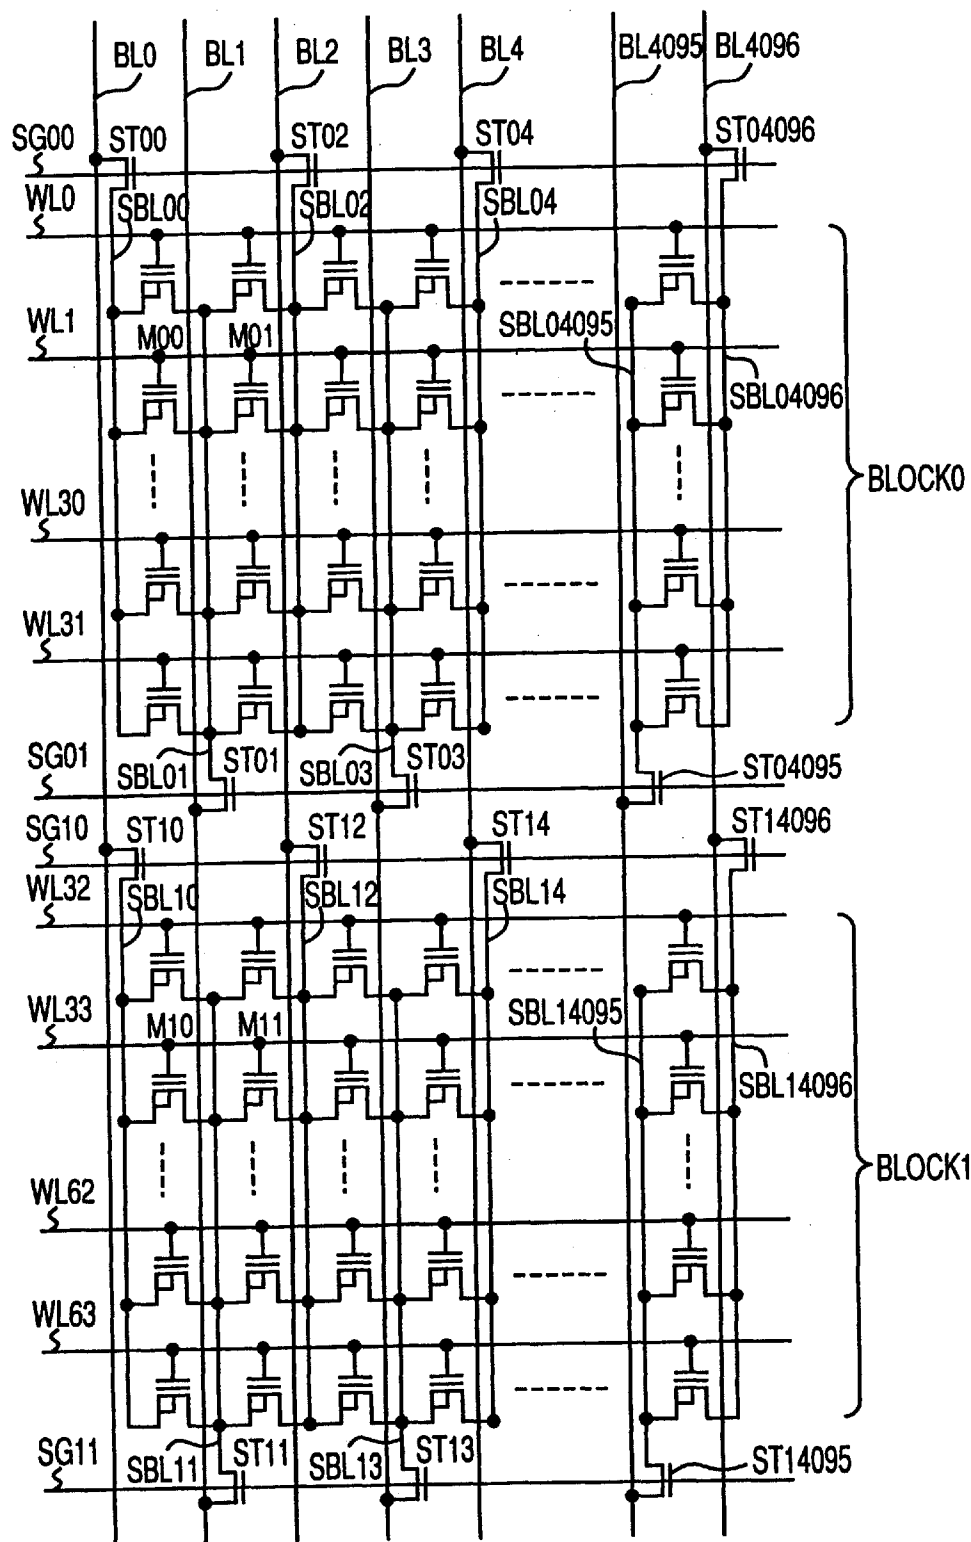 BL0 BL1 BL2 BL3 BL4 BL4095 BL4096
SG00 ST00 ST02 ST04 ST04096
WL0 SBL00 SBL02 SBL04
WL1 M00 M01 SBL04095
SBL04096
BLOCK0
WL30
WL31
SG01 SBL01 ST01 SBL03 ST03 ST04095
SG10 ST10 ST12 ST14 ST14096
WL32 SBL10 SBL12 SBL14
WL33 M10 M11 SBL14095
SBL14096
BLOCK1
WL62
WL63
SG11 SBL11 ST11 SBL13 ST13 ST14095